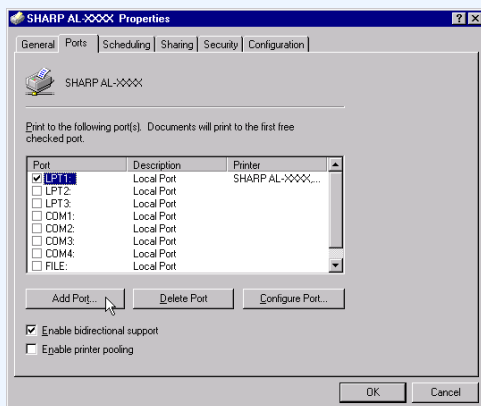 SHARP AL-XXXX Properties
General Ports Scheduling Sharing Security Configuration
SHARP AL-XXXX
Print to the following port(s). Documents will print to the first free
checked port.
Port Description Printer
LPT1: Local Port SHARP AL-XXXX,...
LPT2: Local Port
LPT3: Local Port
COM1: Local Port
COM2: Local Port
COM3: Local Port
COM4: Local Port
FILE: Local Port
Add Port... Delete Port Configure Port...
Enable bidirectional support
Enable printer pooling
OK Cancel